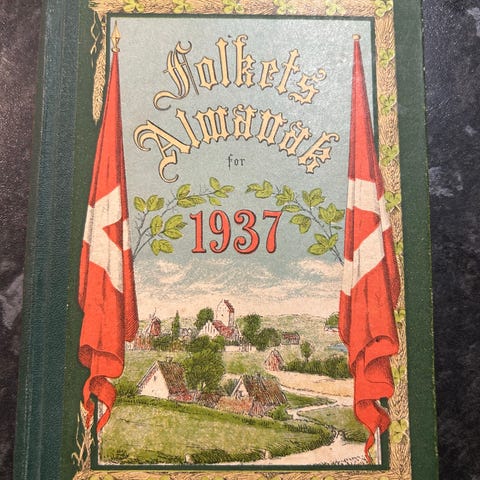 Folkets
Almanak
for
1937